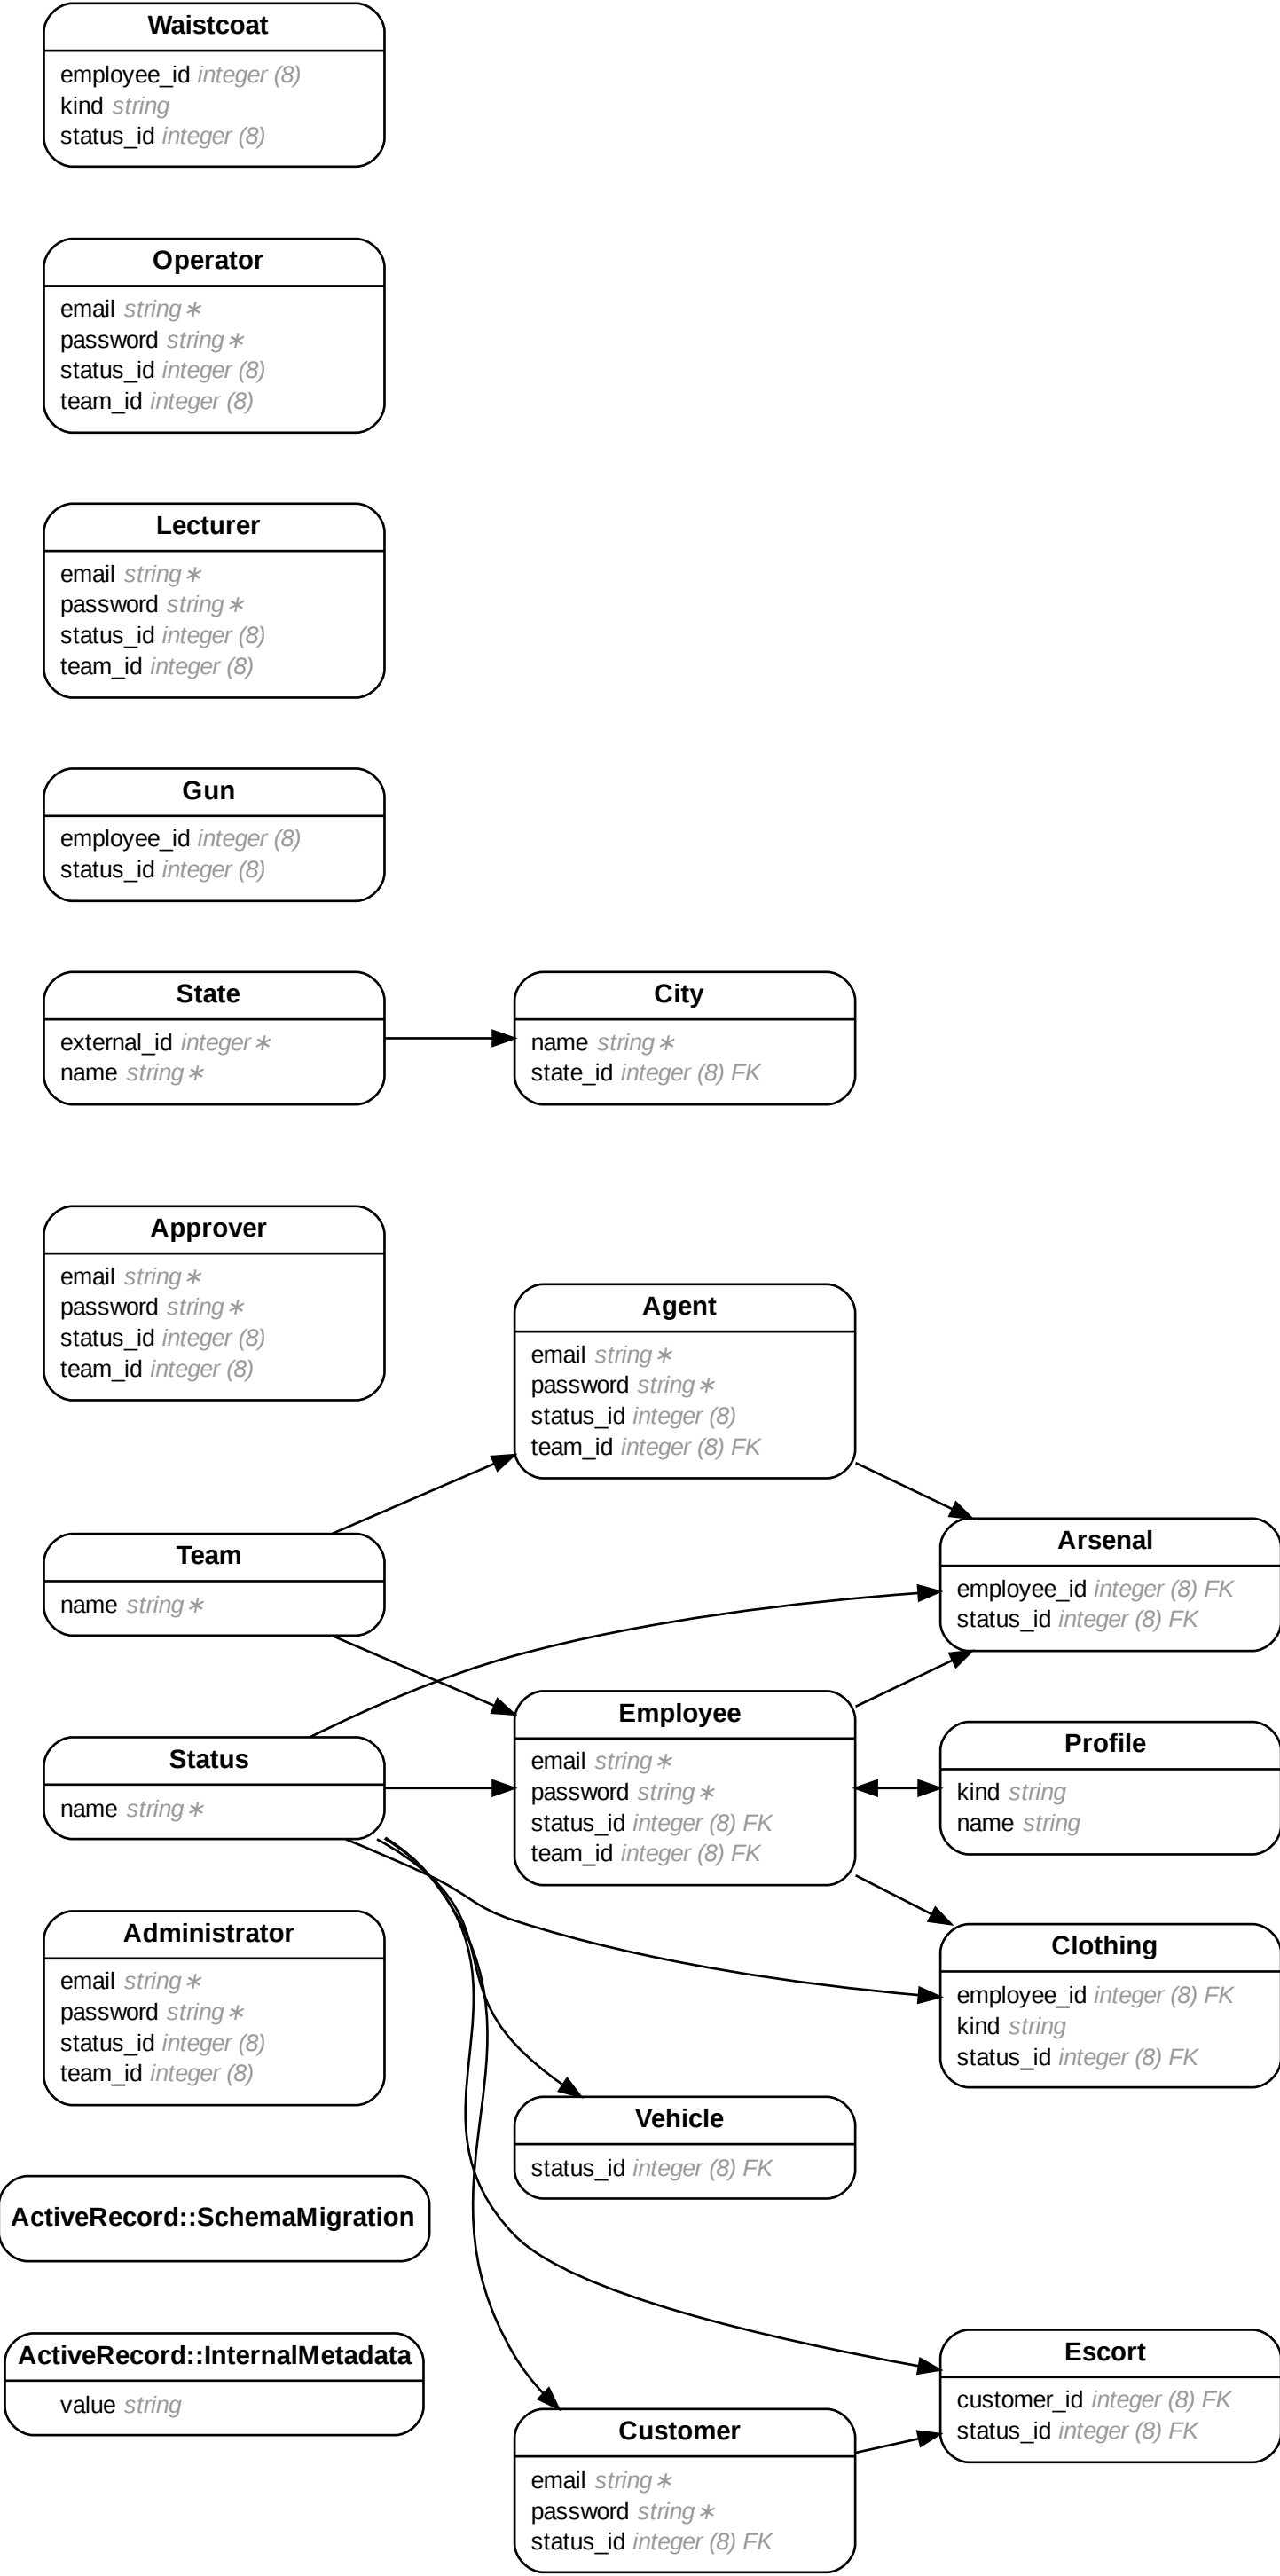 Waistcoat
employee_id integer (8)
kind string
status_id integer (8)
Operator
email string ∗
password string ∗
status_id integer (8)
team_id integer (8)
Lecturer
email string ∗
password string ∗
status_id integer (8)
team_id integer (8)
Gun
employee_id integer (8)
status_id integer (8)
State
external_id integer ∗
name string ∗
City
name string ∗
state_id integer (8) FK
Approver
email string ∗
password string ∗
status_id integer (8)
team_id integer (8)
Agent
email string ∗
password string ∗
status_id integer (8)
team_id integer (8) FK
Team
name string ∗
Arsenal
employee_id integer (8) FK
status_id integer (8) FK
Status
name string ∗
Employee
email string ∗
password string ∗
status_id integer (8) FK
team_id integer (8) FK
Profile
kind string
name string
Administrator
email string ∗
password string ∗
status_id integer (8)
team_id integer (8)
Clothing
employee_id integer (8) FK
kind string
status_id integer (8) FK
Vehicle
status_id integer (8) FK
ActiveRecord::SchemaMigration
ActiveRecord::InternalMetadata
value string
Escort
customer_id integer (8) FK
status_id integer (8) FK
Customer
email string ∗
password string ∗
status_id integer (8) FK